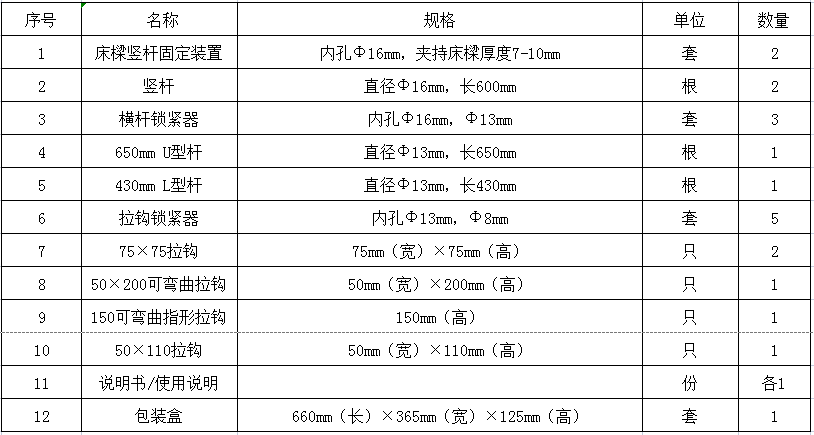 序号 名称 规格 单位 数量
1 床樑竖杆固定装置 内孔Φ16mm，夹持床樑厚度7-10mm 套 2
2 竖杆 直径Φ16mm，长600mm 根 2
3 横杆锁紧器 内孔Φ16mm，Φ13mm 套 3
4 650mm U型杆 直径Φ13mm，长650mm 根 1
5 430mm L型杆 直径Φ13mm，长430mm 根 1
6 拉钩锁紧器 内孔Φ13mm，Φ8mm 套 5
7 75×75拉钩 75mm（宽）×75mm（高） 只 2
8 50×200可弯曲拉钩 50mm（宽）×200mm（高） 只 1
9 150可弯曲指形拉钩 150mm（高） 只 1
10 50×110拉钩 50mm（宽）×110mm（高） 只 1
11 说明书/使用说明 份 各1
12 包装盒 660mm（长）×365mm（宽）×125mm（高） 套 1